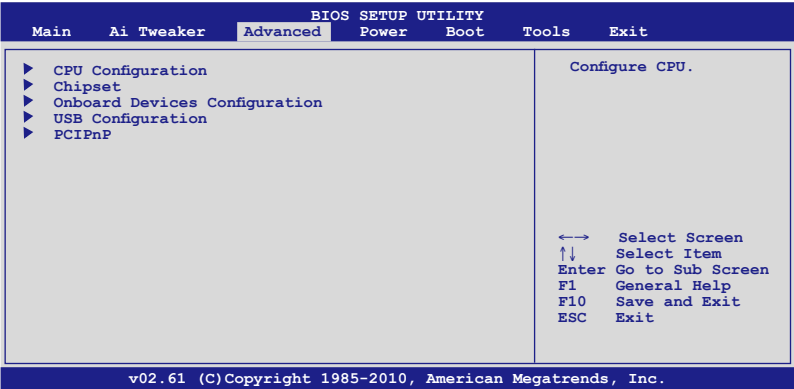 BIOS SETUP UTILITY
Main Ai Tweaker Advanced Power Boot Tools Exit
CPU Configuration
Chipset
Onboard Devices Configuration
USB Configuration
PCIPnP
Configure CPU.
←→ Select Screen
↑↓ Select Item
Enter Go to Sub Screen
F1 General Help
F10 Save and Exit
ESC Exit
v02.61 (C)Copyright 1985-2010, American Megatrends, Inc.